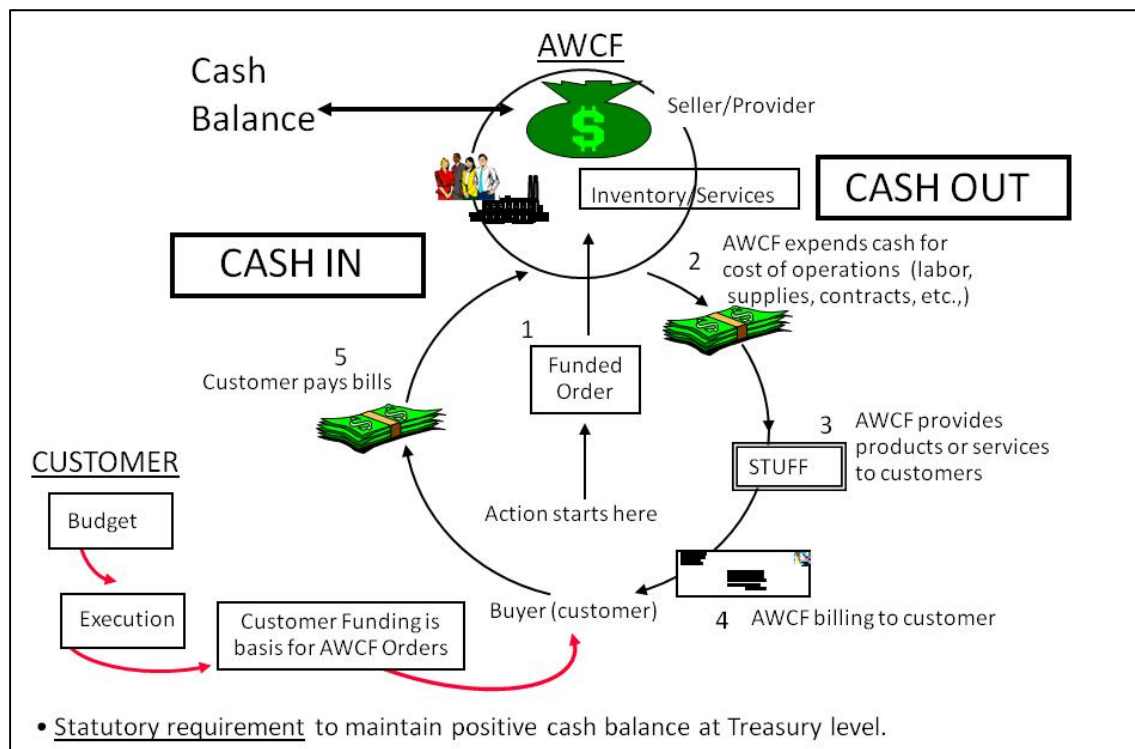 AWCF
Cash
Balance
Seller/Provider
$
Inventory/Services
CASH OUT
CASH IN
2
AWCF expends cash for
cost of operations (labor,
supplies, contracts, etc.,)
1
Funded
Order
5
Customer pays bills
3
AWCF provides
products or services
to customers
STUFF
CUSTOMER
Budget
Action starts here
Execution
Customer Funding is
basis for AWCF Orders
Buyer (customer)
4
AWCF billing to customer
• Statutory requirement to maintain positive cash balance at Treasury level.